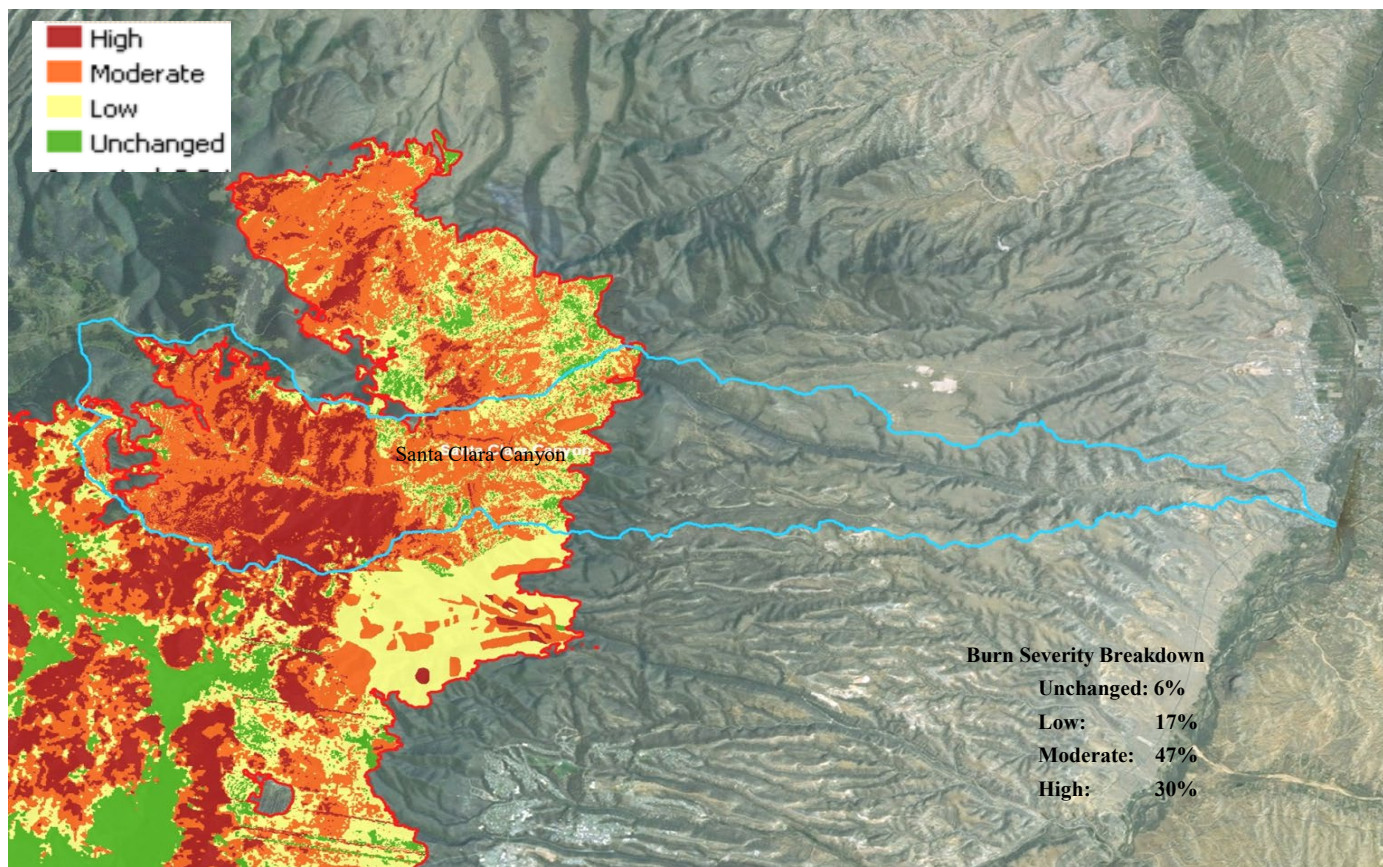 High
Moderate
Low
Unchanged
Santa Clara Canyon
Burn Severity Breakdown
Unchanged: 6%
Low: 17%
Moderate: 47%
High: 30%